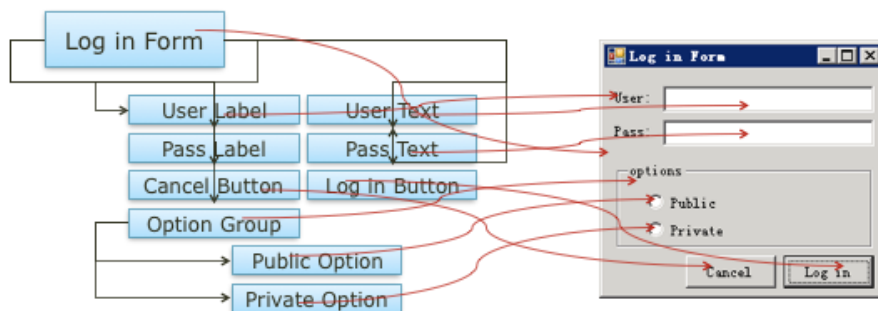 Log in Form
User Label
User Text
Pass Label
Pass Text
Cancel Button
Log in Button
Option Group
Public Option
Private Option
Log in Form
User:
Pass:
options
Public
Private
Cancel
Log in